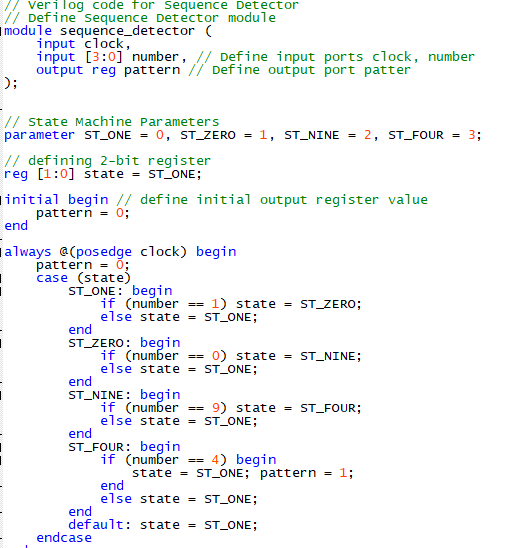 // Verilog code for Sequence Detector
// Define Sequence Detector module
module sequence_detector (
    input clock,
    input [3:0] number, // Define input ports clock, number
    output reg pattern // Define output port patter
);
// State Machine Parameters
parameter ST_ONE = 0, ST_ZERO = 1, ST_NINE = 2, ST_FOUR = 3;
// defining 2-bit register
reg [1:0] state = ST_ONE;
initial begin // define initial output register value
    pattern = 0;
end
always @(posedge clock) begin
    pattern = 0;
    case (state)
        ST_ONE: begin
            if (number == 1) state = ST_ZERO;
            else state = ST_ONE;
        end
        ST_ZERO: begin
            if (number == 0) state = ST_NINE;
            else state = ST_ONE;
        end
        ST_NINE: begin
            if (number == 9) state = ST_FOUR;
            else state = ST_ONE;
        end
        ST_FOUR: begin
            if (number == 4) begin
                state = ST_ONE; pattern = 1;
            end
            else state = ST_ONE;
        end
        default: state = ST_ONE;
    endcase